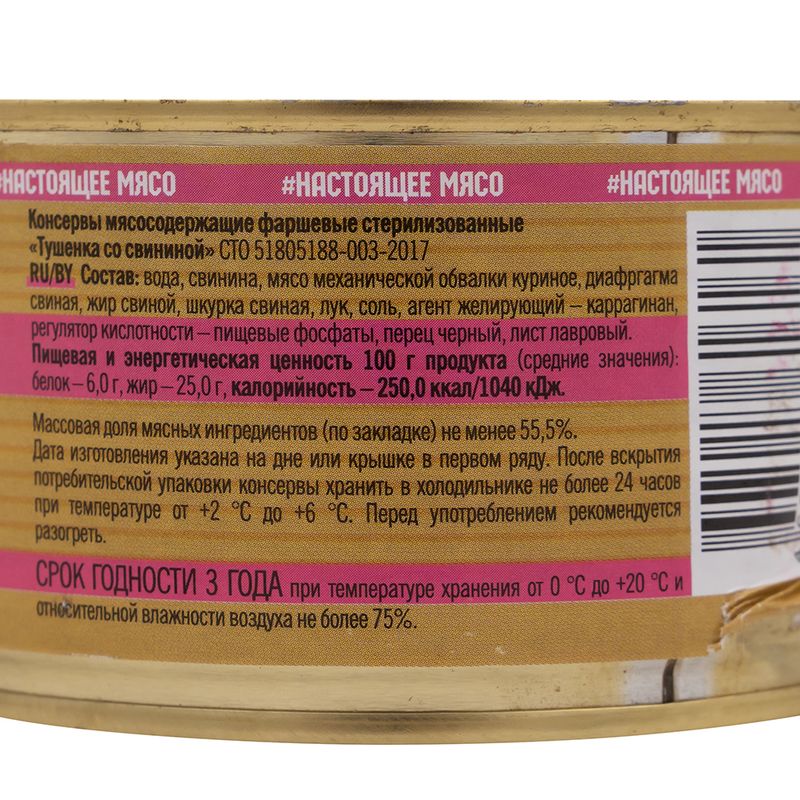 #НАСТОЯЩЕЕ МЯСО #НАСТОЯЩЕЕ МЯСО #НАСТОЯЩЕЕ МЯСО
Консервы мясосодержащие фаршевые стерилизованные
«Тушенка со свининой» СТО 51805188-003-2017
RU/BY Состав: вода, свинина, мясо механической обвалки куриное, диафргагма
свиная, жир свиной, шкурка свиная, лук, соль, агент желирующий – каррагинан,
регулятор кислотности – пищевые фосфаты, перец черный, лист лавровый.
Пищевая и энергетическая ценность 100 г продукта (средние значения):
белок – 6,0 г, жир – 25,0 г, калорийность – 250,0 ккал/1040 кДж.
Массовая доля мясных ингредиентов (по закладке) не менее 55,5%.
Дата изготовления указана на дне или крышке в первом ряду. После вскрытия
потребительской упаковки консервы хранить в холодильнике не более 24 часов
при температуре от +2 °С до +6 °С. Перед употреблением рекомендуется
разогреть.
СРОК ГОДНОСТИ 3 ГОДА при температуре хранения от 0 °С до +20 °С и
относительной влажности воздуха не более 75%.